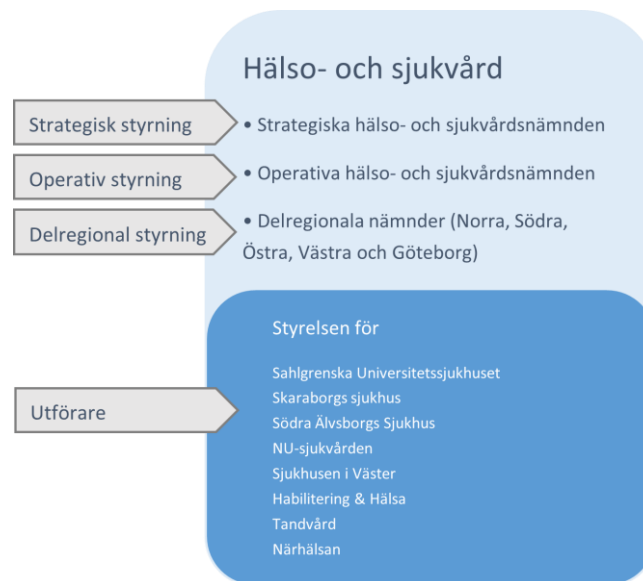 Hälso- och sjukvård
Strategisk styrning
• Strategiska hälso- och sjukvårdsnämnden
Operativ styrning
• Operativa hälso- och sjukvårdsnämnden
Delregional styrning
• Delregionala nämnder (Norra, Södra,
Östra, Västra och Göteborg)
Utförare
Styrelsen för
Sahlgrenska Universitetssjukhuset
Skaraborgs sjukhus
Södra Älvsborgs Sjukhus
NU-sjukvården
Sjukhusen i Väster
Habilitering & Hälsa
Tandvård
Närhälsan